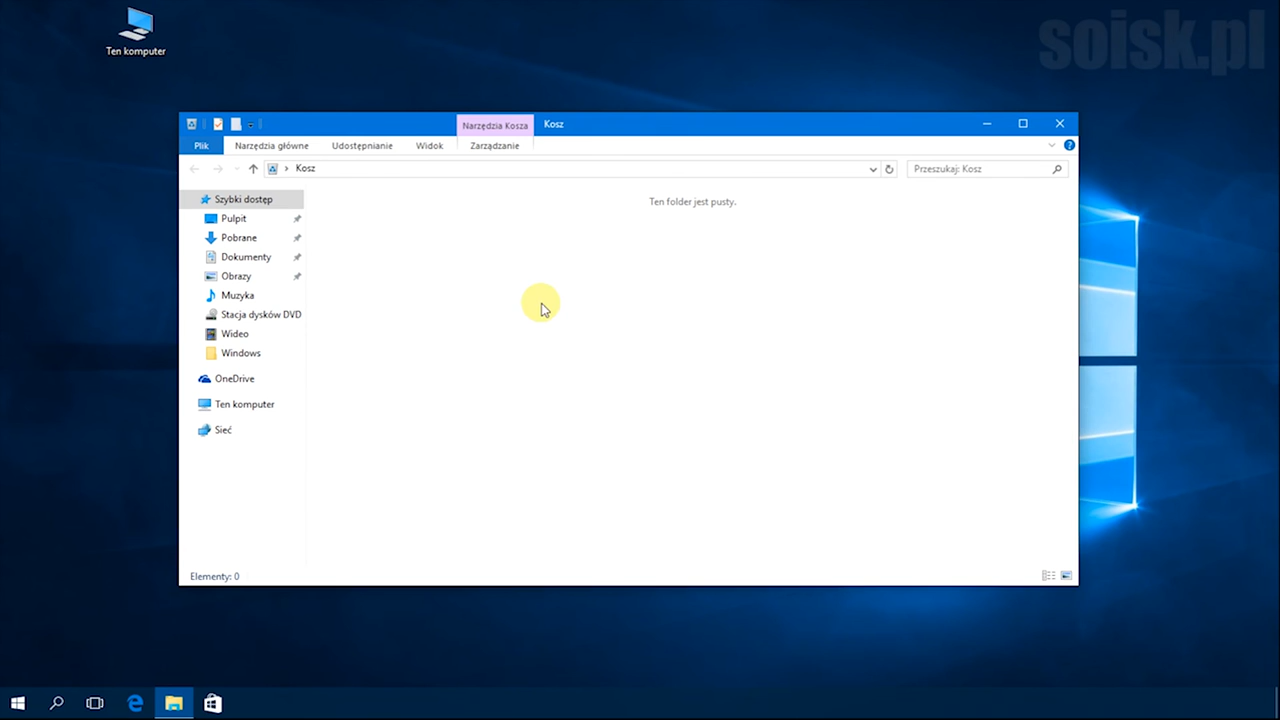 Ten komputer
soisk.pl
Narzędzia Kosza
Kosz
Plik
Narzędzia główne
Udostępnianie
Widok
Zarządzanie
Kosz
Przeszukaj: Kosz
Szybki dostęp
Ten folder jest pusty.
Pulpit
Pobrane
Dokumenty
Obrazy
Muzyka
Stacja dysków DVD
Wideo
Windows
OneDrive
Ten komputer
Sieć
Elementy: 0